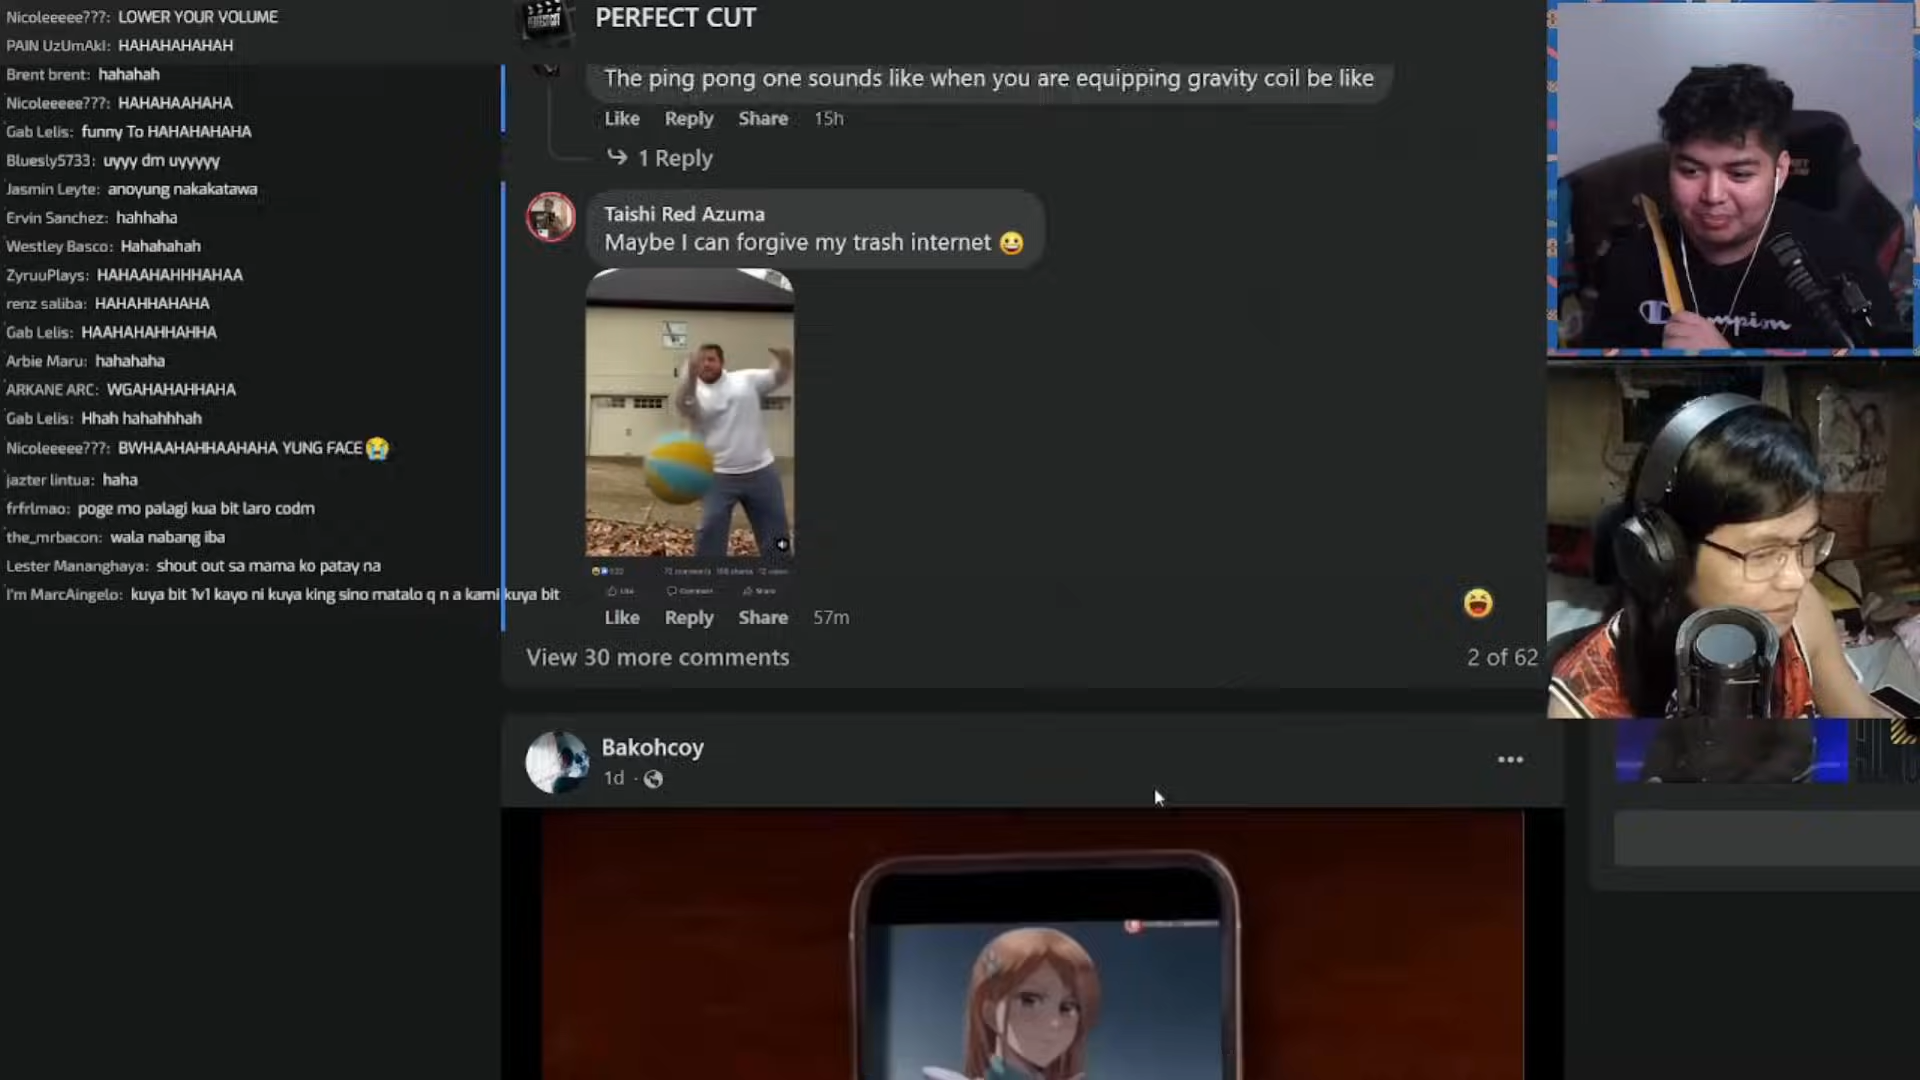 Nicoleeeee???: LOWER YOUR VOLUME
PAIN UzUmAkI: HAHAHAHAHAH
Brent brent: hahahah
Nicoleeeee???: HAHAHAAHAHA
Gab Lelis: funny To HAHAHAHAHA
Bluesly5733: uyyy dm uyyyyy
Jasmin Leyte: anoyung nakakatawa
Ervin Sanchez: hahhaha
Westley Basco: Hahahahah
ZyruuPlays: HAHAAHAHHHAHAA
renz saliba: HAHAHHAHAHA
Gab Lelis: HAAHAHAHHAHHA
Arbie Maru: hahahaha
ARKANE ARC: WGAHAHAHHAHA
Gab Lelis: Hhah hahahhhah
Nicoleeeee???: BWHAAHAHHAAHAHA YUNG FACE😭
jazter lintua: haha
frfrlmao: poge mo palagi kua bit laro codm
the_mrbacon: wala nabang iba
Lester Mananghaya: shout out sa mama ko patay na
I'm MarcAingelo: kuya bit 1v1 kayo ni kuya king sino matalo q n a kami kuya bit
PERFECT CUT
The ping pong one sounds like when you are equipping gravity coil be like
Like Reply Share 15h
1 Reply
Taishi Red Azuma
Maybe I can forgive my trash internet 😀
Like Comment Share
Like Reply Share 57m
View 30 more comments
2 of 62
Bakohcoy
1d ·
Champion